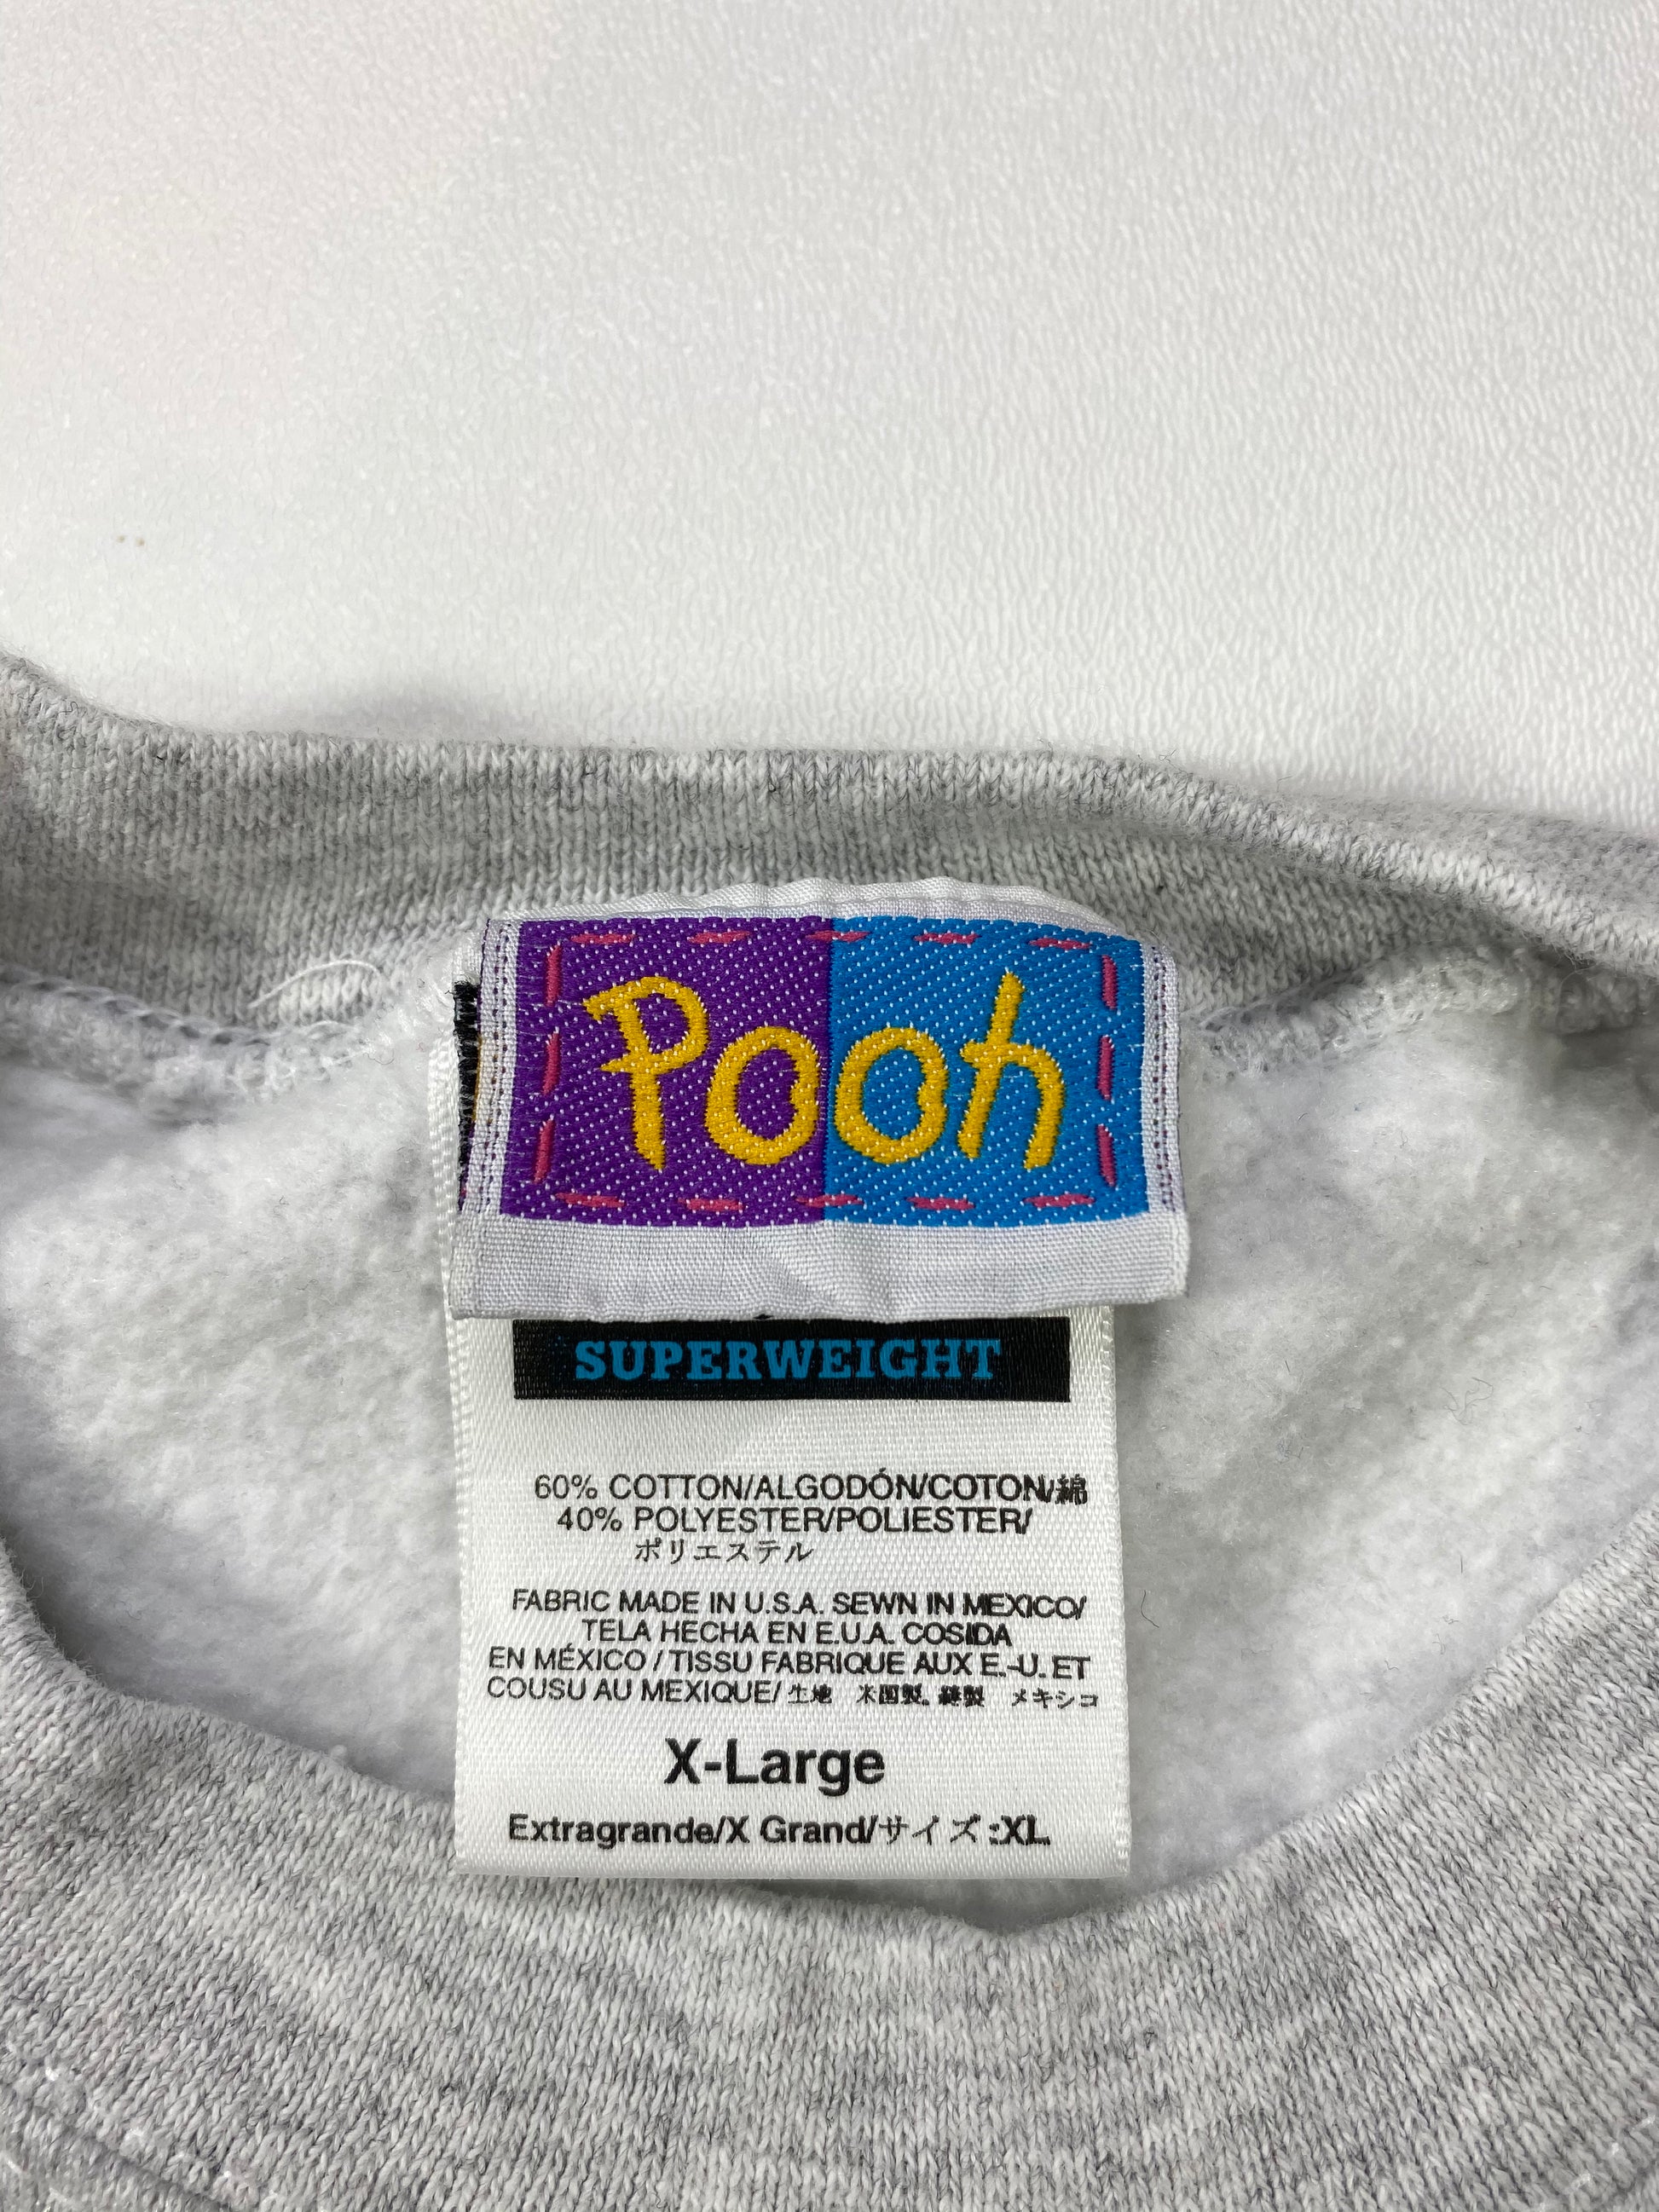 Pooh
SUPERWEIGHT
60% COTTON/ALGODÓN/COTON/綿
40% POLYESTER/POLIESTER/
ポリエステル
FABRIC MADE IN U.S.A. SEWN IN MEXICO/
TELA HECHA EN E.U.A. COSIDA
EN MÉXICO / TISSU FABRIQUE AUX E.-U. ET
COUSU AU MEXIQUE/ 生地 米国製, 縫製 メキシコ
X-Large
Extragrande/X Grand/サイズ:XL